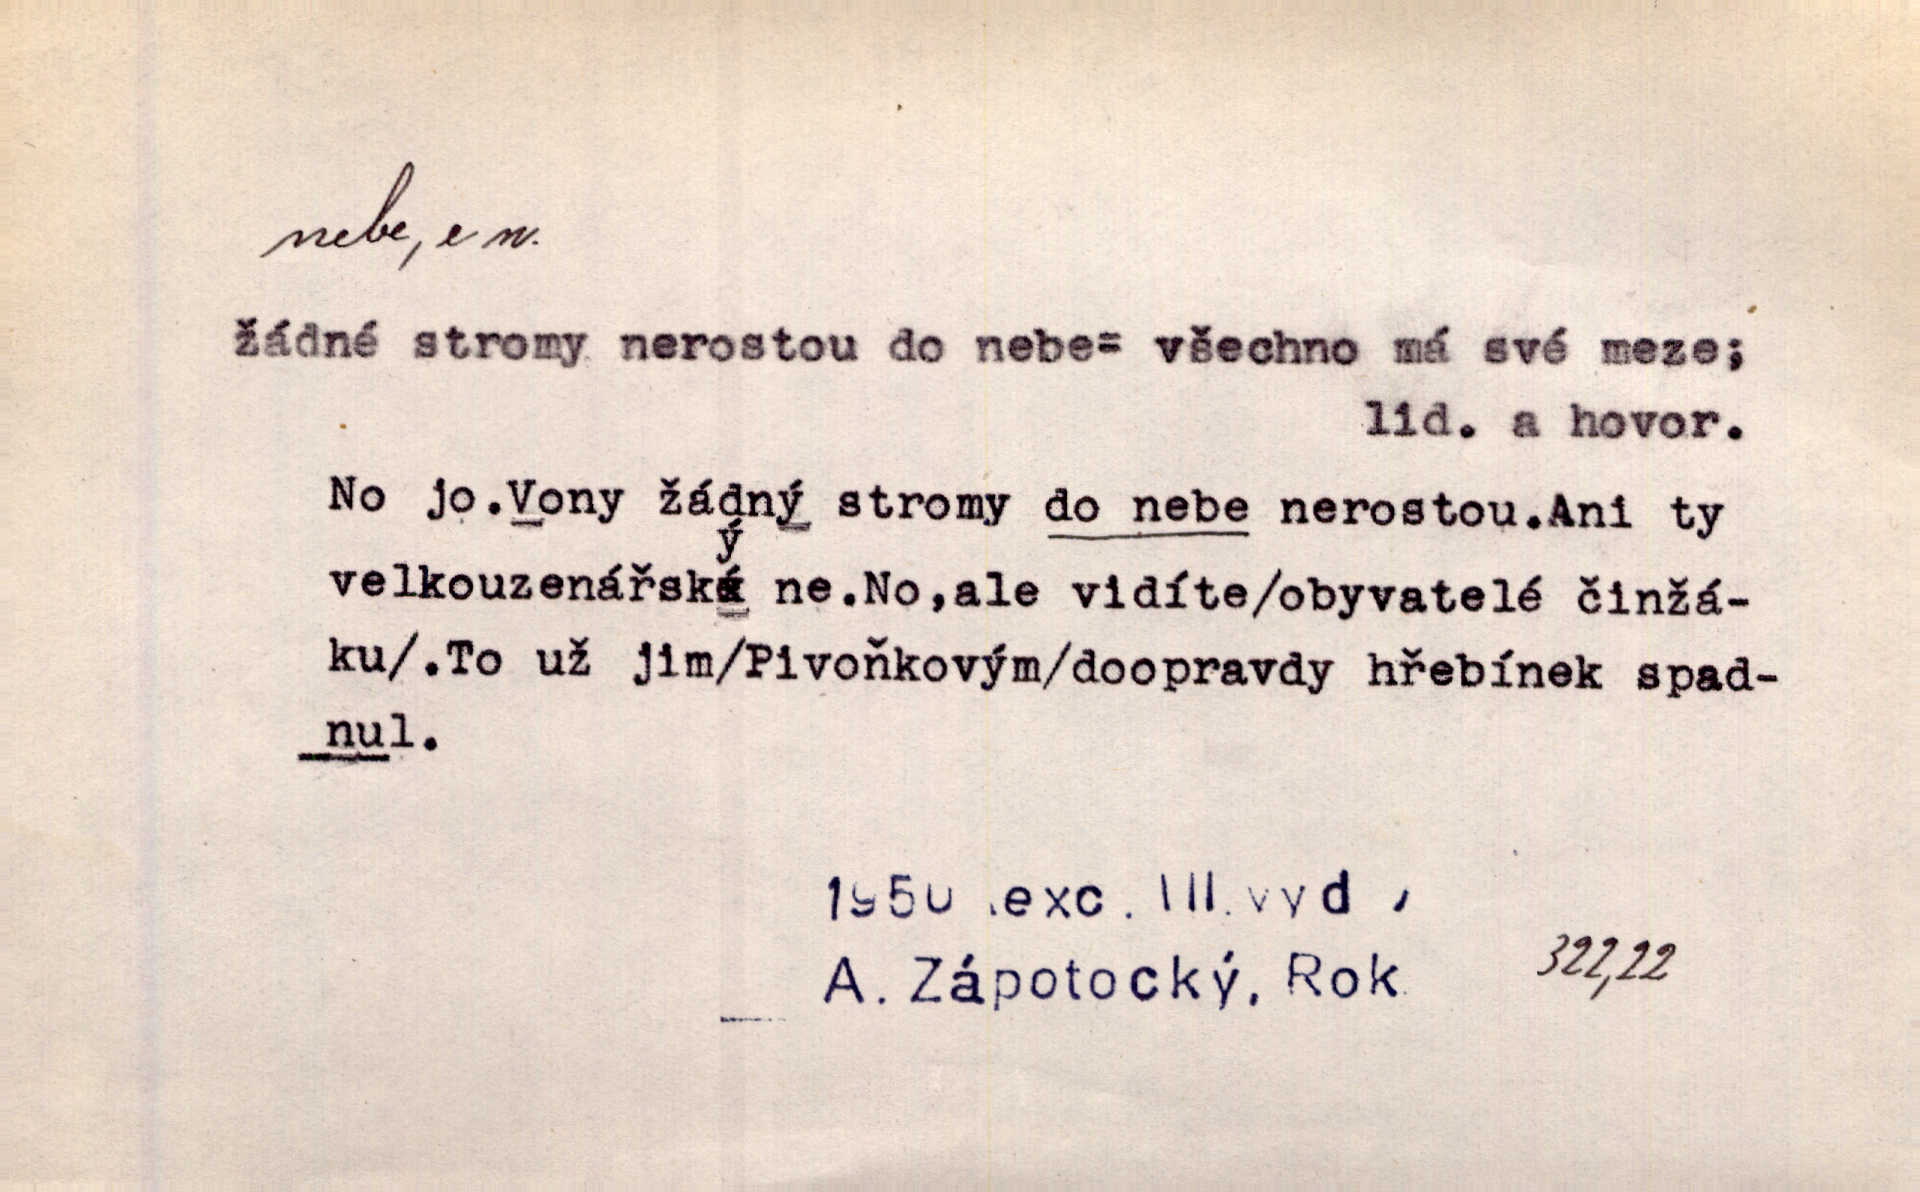 nebe, e n.
žádné stromy nerostou do nebe= všechno má své meze;
lid. a hovor.
No jo.Vony žádný stromy do nebe nerostou.Ani ty
velkouzenářský ne.No,ale vidíte/obyvatelé činžá-
ku/.To už jim/Pivoňkovým/doopravdy hřebínek spad-
nul.
1950 .exc. III.vyd.
A. Zápotocký, Rok
322,22